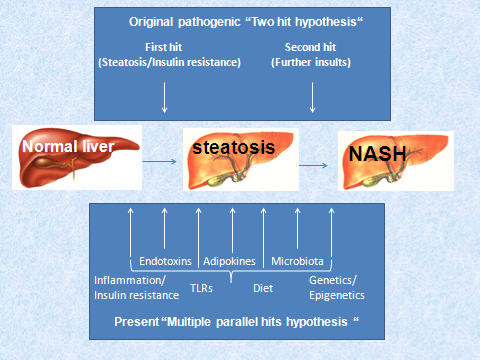 Original pathogenic “Two hit hypothesis“
First hit
(Steatosis/Insulin resistance)
Second hit
(Further insults)
Normal liver
steatosis
NASH
Endotoxins
Adipokines
Microbiota
Inflammation/
Insulin resistance
TLRs
Diet
Genetics/
Epigenetics
Present “Multiple parallel hits hypothesis “